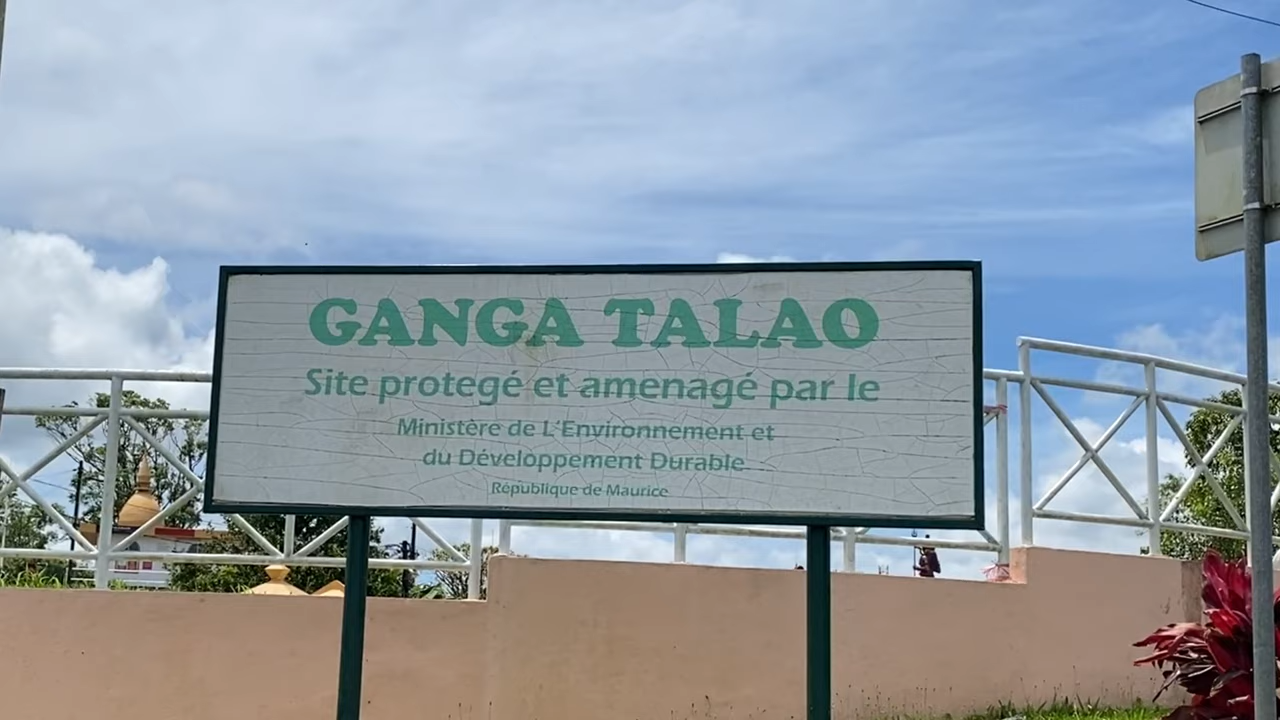 GANGA TALAO
Site protegé et amenagé par le
Ministère de L'Environnement et
du Développement Durable
République de Maurice